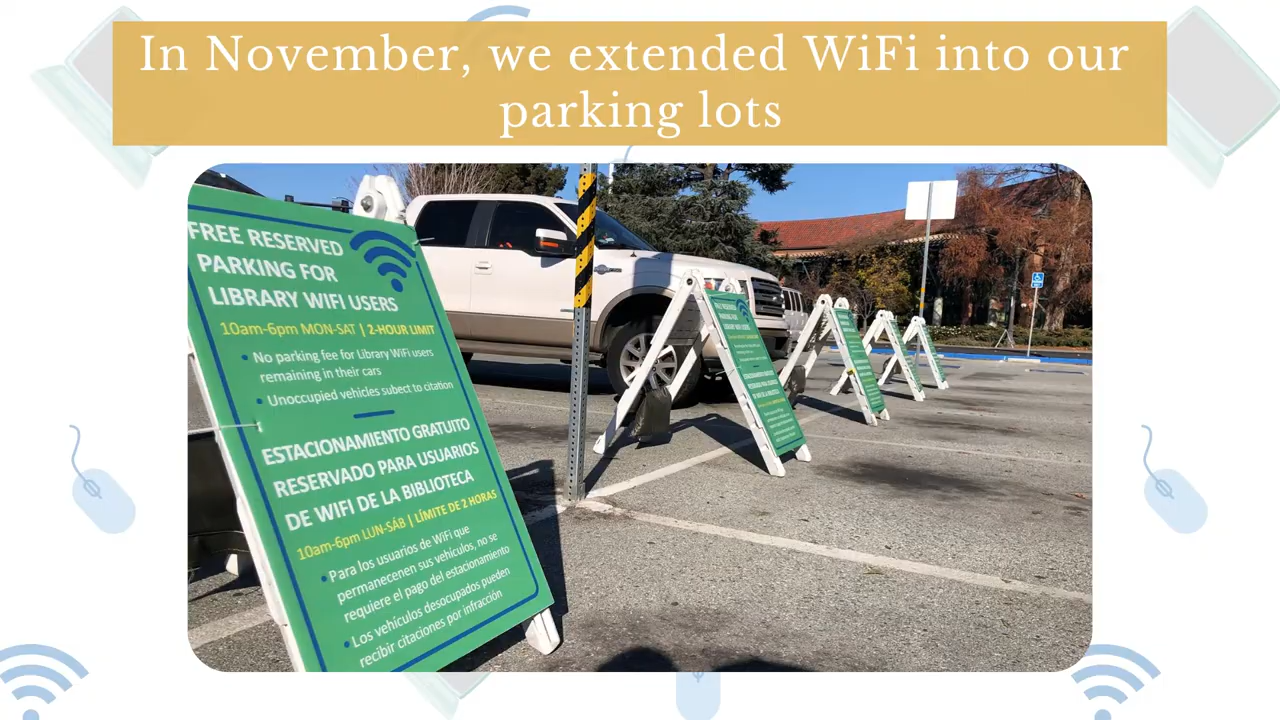 In November, we extended WiFi into our
parking lots
FREE RESERVED
PARKING FOR
LIBRARY WIFI USERS
10am-6pm MON-SAT | 2-HOUR LIMIT
• No parking fee for Library WiFi users
remaining in their cars
• Unoccupied vehicles subect to citation
ESTACIONAMIENTO GRATUITO
RESERVADO PARA USUARIOS
DE WIFI DE LA BIBLIOTECA
10am-6pm LUN-SÁB | LÍMITE DE 2 HORAS
• Para los usuarios de WiFi que
permanecenen sus vehículos, no se
requiere el pago del estacionamiento
• Los vehículos desocupados pueden
recibir citaciones por infracción